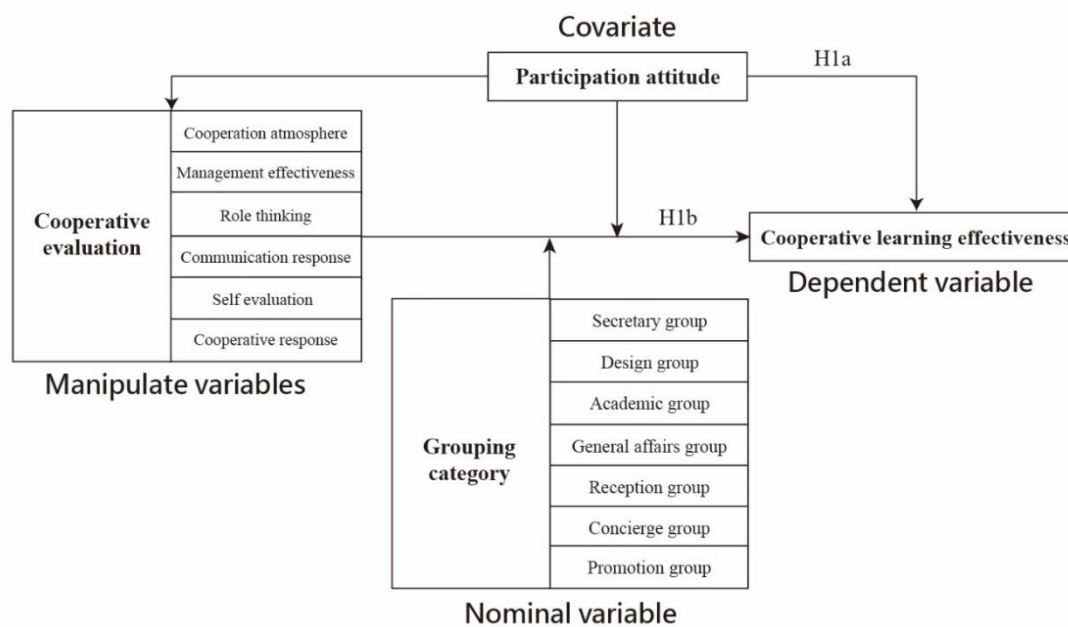 Covariate
Participation attitude
H1a
Cooperative
evaluation
Cooperation atmosphere
Management effectiveness
Role thinking
Communication response
Self evaluation
Cooperative response
Manipulate variables
H1b
Cooperative learning effectiveness
Dependent variable
Grouping
category
Secretary group
Design group
Academic group
General affairs group
Reception group
Concierge group
Promotion group
Nominal variable